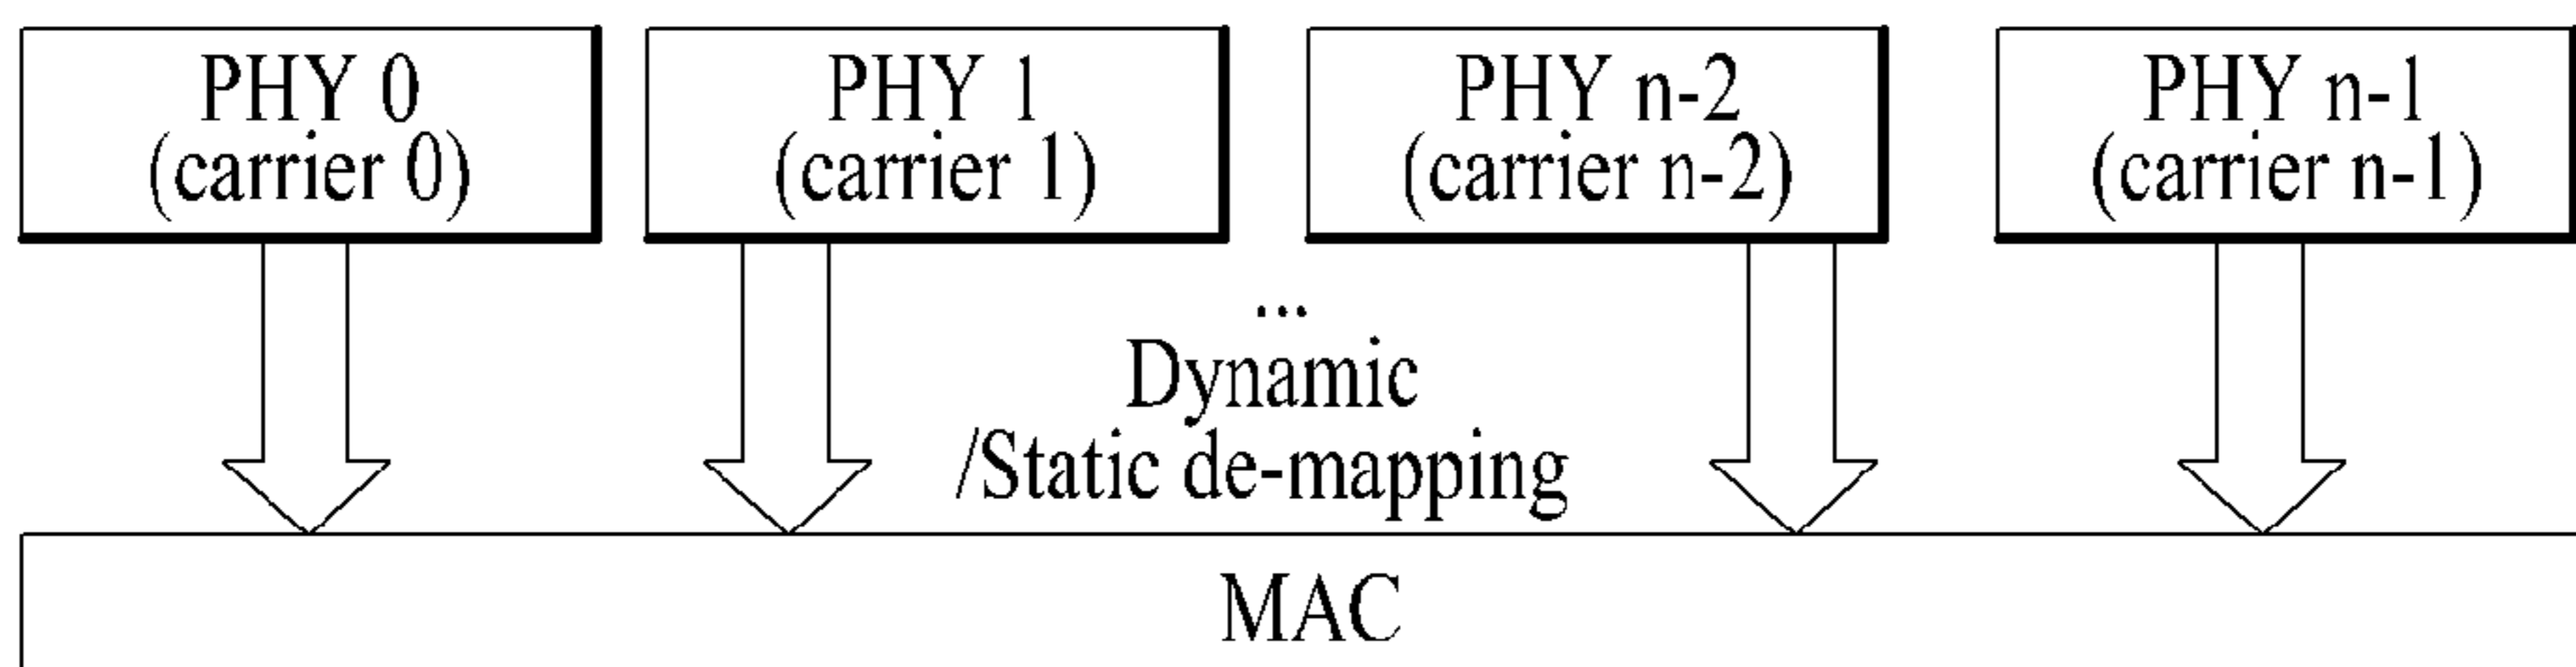 PHY 0
(carrier 0)
PHY 1
(carrier 1)
PHY n-2
(carrier n-2)
PHY n-1
(carrier n-1)
...
Dynamic
/Static de-mapping
MAC